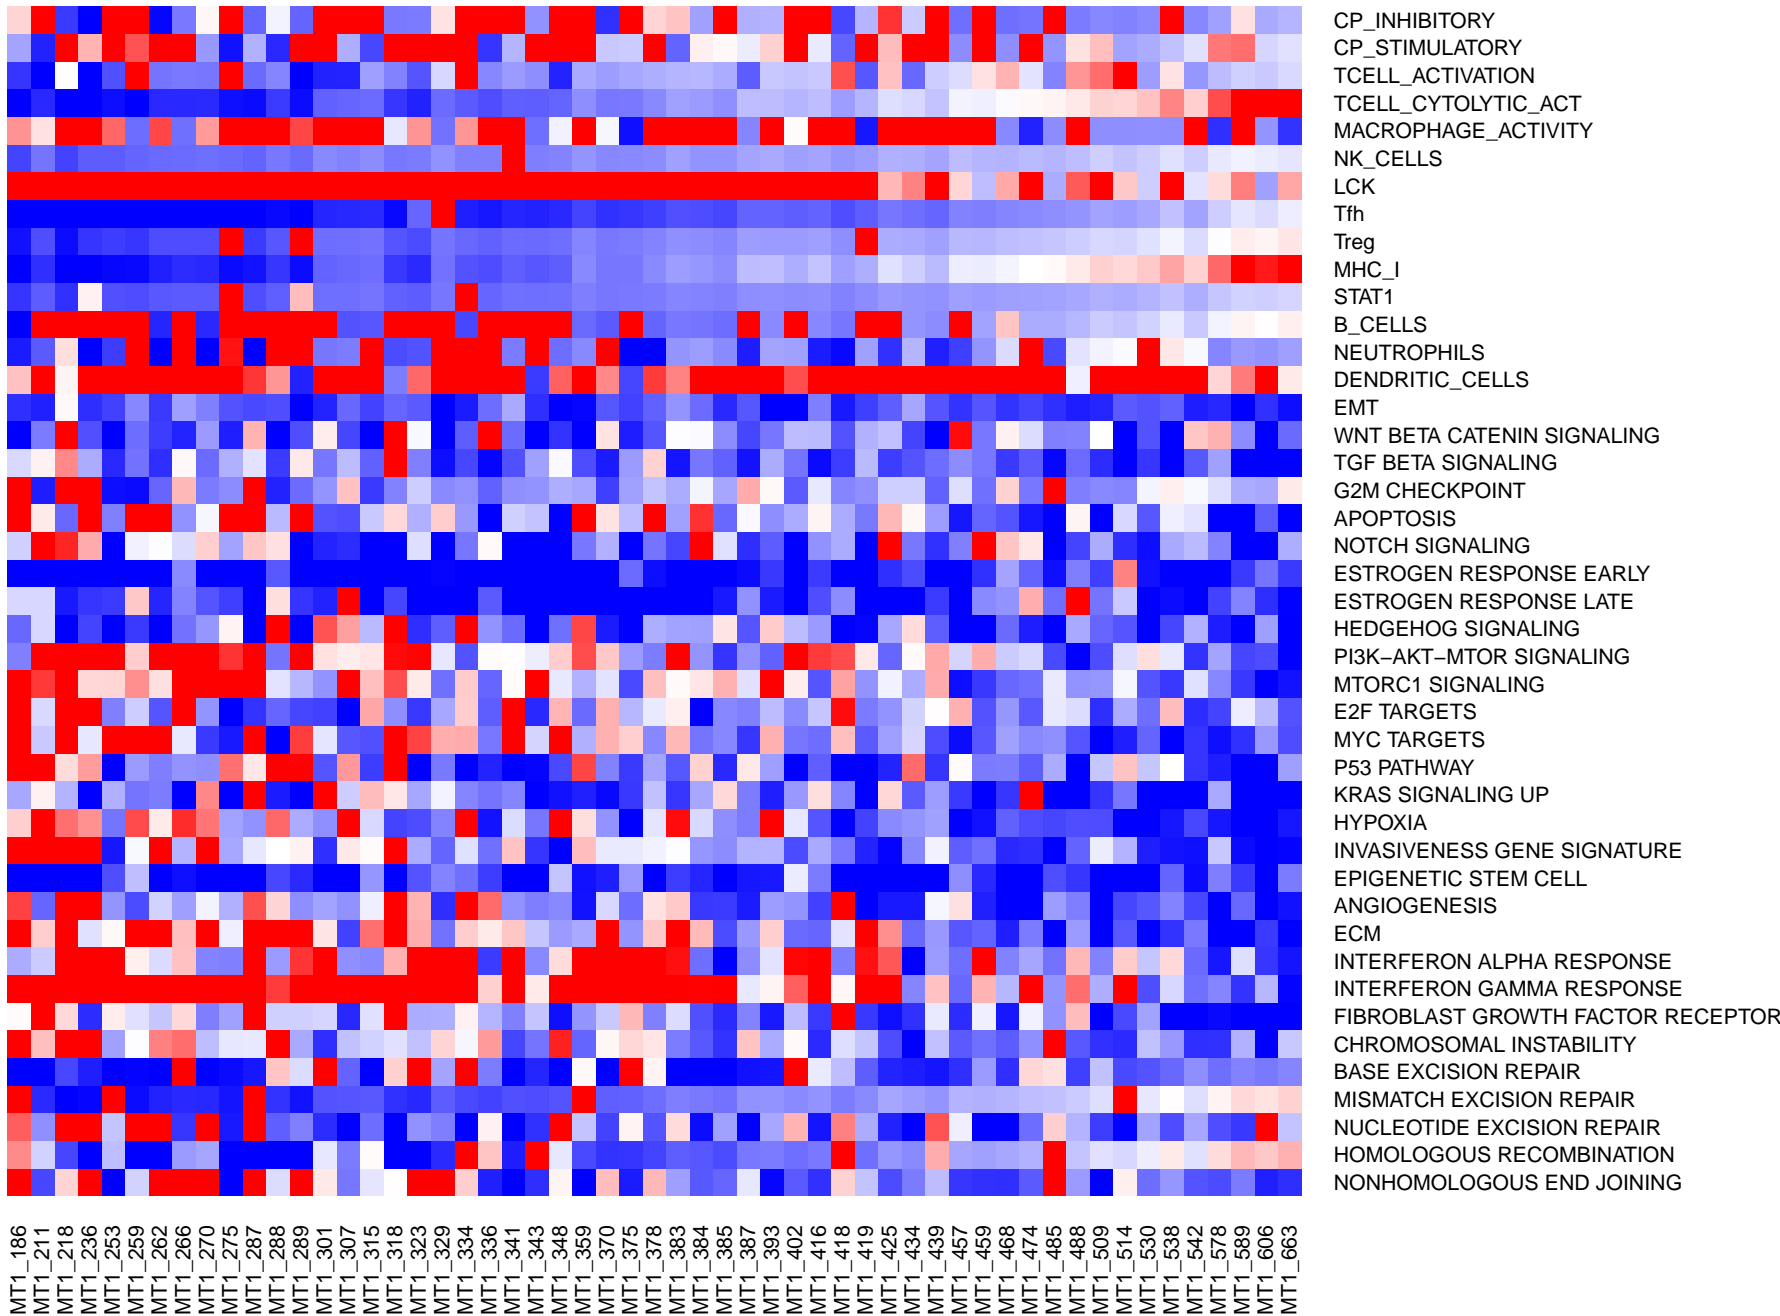 CP_INHIBITORY
CP_STIMULATORY
TCELL_ACTIVATION
TCELL_CYTOLYTIC_ACT
MACROPHAGE_ACTIVITY
NK_CELLS
LCK
Tfh
Treg
MHC_I
STAT1
B_CELLS
NEUTROPHILS
DENDRITIC_CELLS
EMT
WNT BETA CATENIN SIGNALING
TGF BETA SIGNALING
G2M CHECKPOINT
APOPTOSIS
NOTCH SIGNALING
ESTROGEN RESPONSE EARLY
ESTROGEN RESPONSE LATE
HEDGEHOG SIGNALING
PI3K−AKT−MTOR SIGNALING
MTORC1 SIGNALING
E2F TARGETS
MYC TARGETS
P53 PATHWAY
KRAS SIGNALING UP
HYPOXIA
INVASIVENESS GENE SIGNATURE
EPIGENETIC STEM CELL
ANGIOGENESIS
ECM
INTERFERON ALPHA RESPONSE
INTERFERON GAMMA RESPONSE
FIBROBLAST GROWTH FACTOR RECEPTOR
CHROMOSOMAL INSTABILITY
BASE EXCISION REPAIR
MISMATCH EXCISION REPAIR
NUCLEOTIDE EXCISION REPAIR
HOMOLOGOUS RECOMBINATION
NONHOMOLOGOUS END JOINING
MT1_186
MT1_211
MT1_218
MT1_236
MT1_253
MT1_259
MT1_262
MT1_266
MT1_270
MT1_275
MT1_287
MT1_288
MT1_289
MT1_301
MT1_307
MT1_315
MT1_318
MT1_323
MT1_329
MT1_334
MT1_336
MT1_341
MT1_343
MT1_348
MT1_359
MT1_370
MT1_375
MT1_378
MT1_383
MT1_384
MT1_385
MT1_387
MT1_393
MT1_402
MT1_416
MT1_418
MT1_419
MT1_425
MT1_434
MT1_439
MT1_457
MT1_459
MT1_468
MT1_474
MT1_485
MT1_488
MT1_509
MT1_514
MT1_530
MT1_538
MT1_542
MT1_578
MT1_589
MT1_606
MT1_663